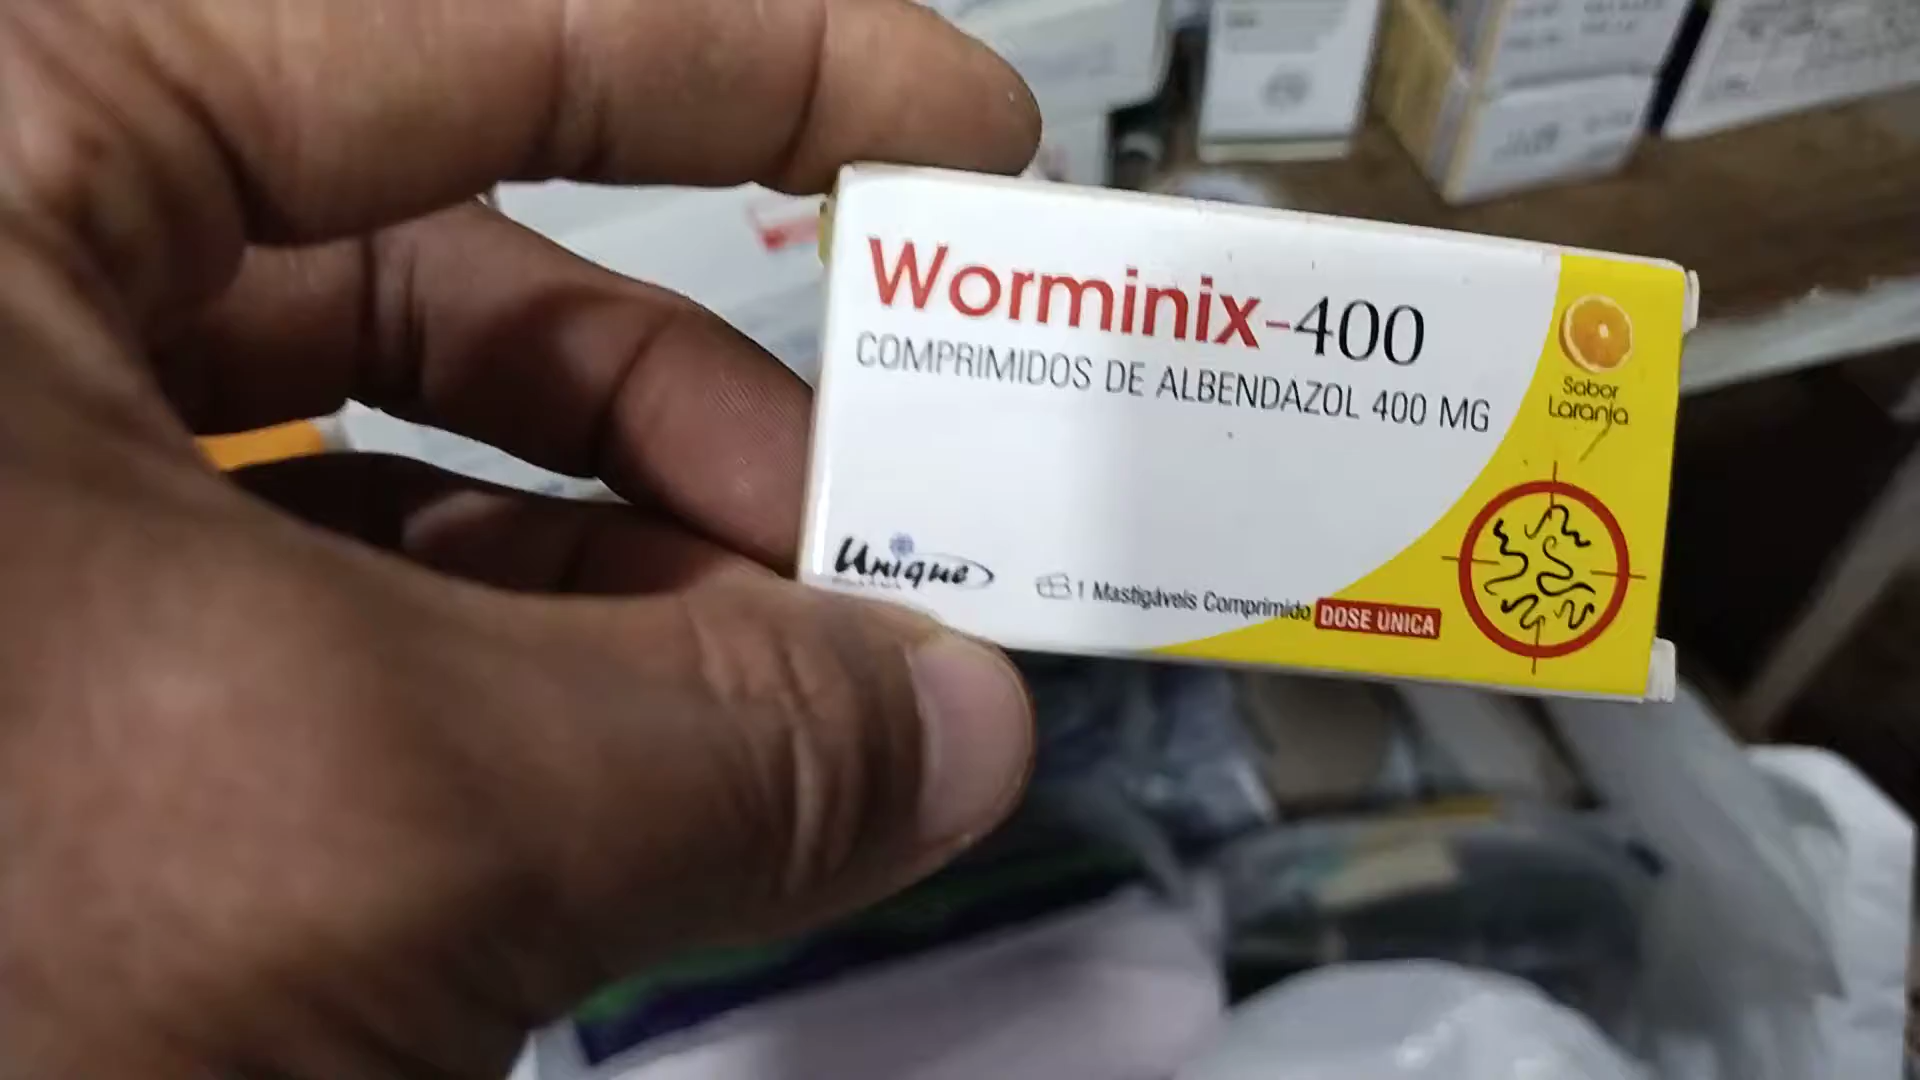 Worminix-400
COMPRIMIDOS DE ALBENDAZOL 400 MG
Sabor
Laranja
Unique
1 Mastigáveis Comprimido DOSE ÚNICA